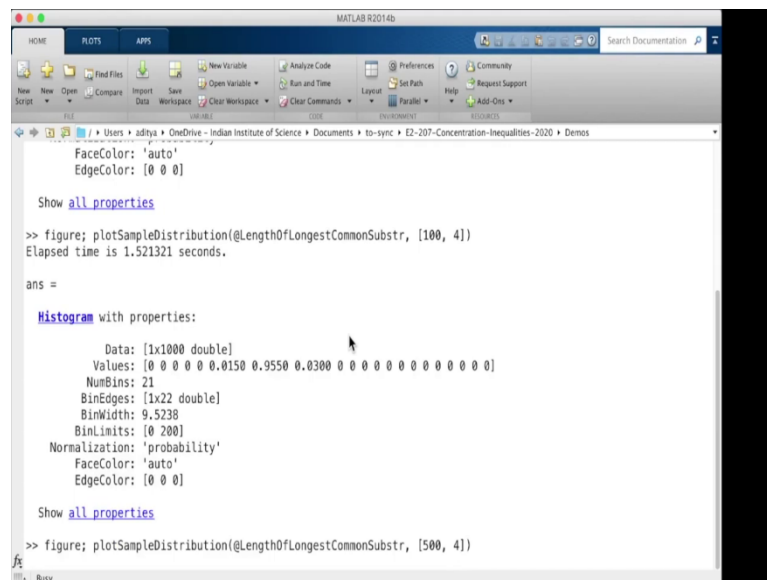 MATLAB R2014b
HOME PLOTS APPS
Search Documentation
New Script New Open Find Files Compare Import Data Save Workspace New Variable Open Variable Clear Workspace Analyze Code Run and Time Clear Commands Layout Preferences Set Path Parallel Help Community Request Support Add-Ons
FILE VARIABLE CODE ENVIRONMENT RESOURCES
/ Users aditya OneDrive - Indian Institute of Science Documents to-sync E2-207-Concentration-Inequalities-2020 Demos
FaceColor: 'auto'
EdgeColor: [0 0 0]
Show all properties
>> figure; plotSampleDistribution(@LengthOfLongestCommonSubstr, [100, 4])
Elapsed time is 1.521321 seconds.
ans =
Histogram with properties:
Data: [1x1000 double]
Values: [0 0 0 0 0 0.0150 0.9550 0.0300 0 0 0 0 0 0 0 0 0 0 0 0 0]
NumBins: 21
BinEdges: [1x22 double]
BinWidth: 9.5238
BinLimits: [0 200]
Normalization: 'probability'
FaceColor: 'auto'
EdgeColor: [0 0 0]
Show all properties
>> figure; plotSampleDistribution(@LengthOfLongestCommonSubstr, [500, 4])
fx
Busy